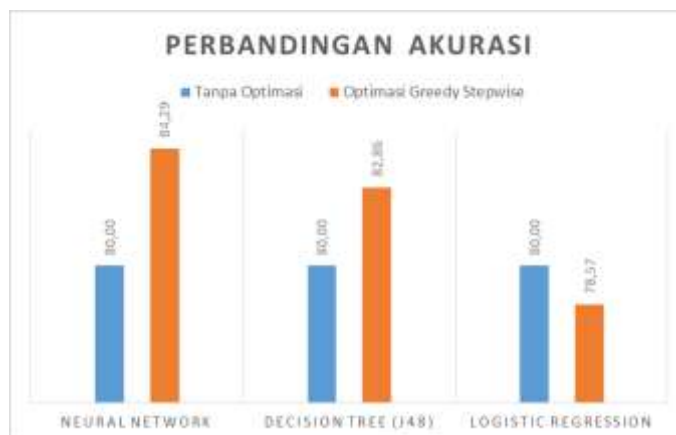 PERBANDINGAN AKURASI
Tanpa Optimasi Optimasi Greedy Stepwise
80,00 84,29 80,00 82,86 80,00 78,57
NEURAL NETWORK DECISION TREE (J48) LOGISTIC REGRESSION